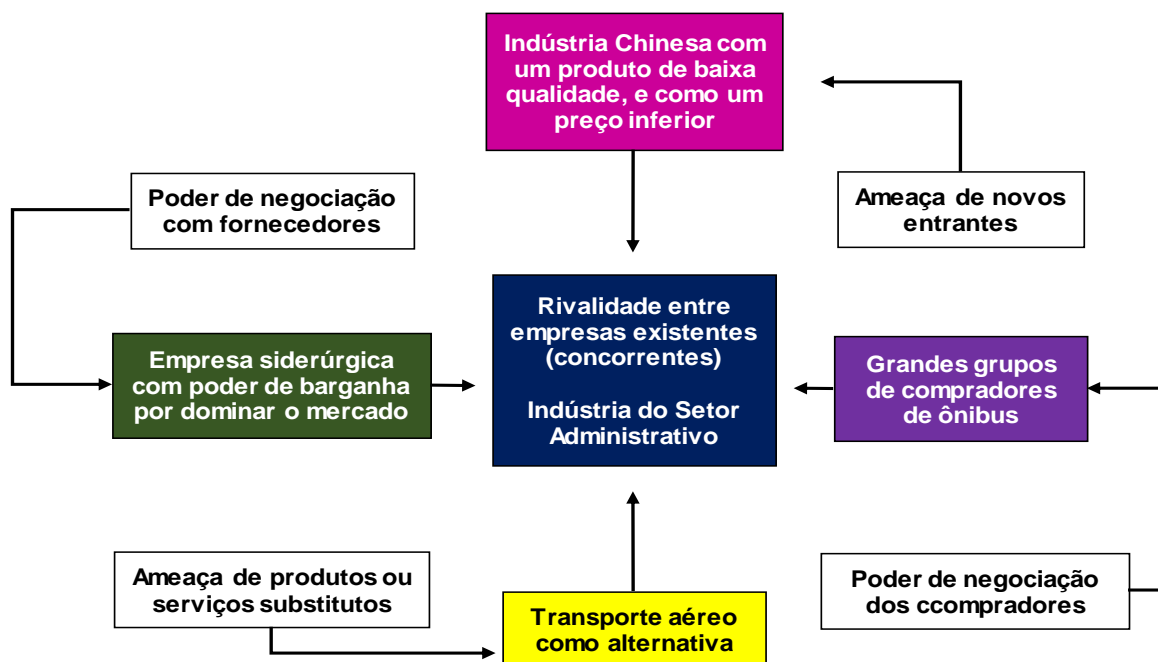 Indústria Chinesa com
um produto de baixa
qualidade, e como um
preço inferior
Poder de negociação
com fornecedores
Ameaça de novos
entrantes
Rivalidade entre
empresas existentes
(concorrentes)
Indústria do Setor
Administrativo
Empresa siderúrgica
com poder de barganha
por dominar o mercado
Grandes grupos
de compradores
de ônibus
Ameaça de produtos ou
serviços substitutos
Transporte aéreo
como alternativa
Poder de negociação
dos ccompradores